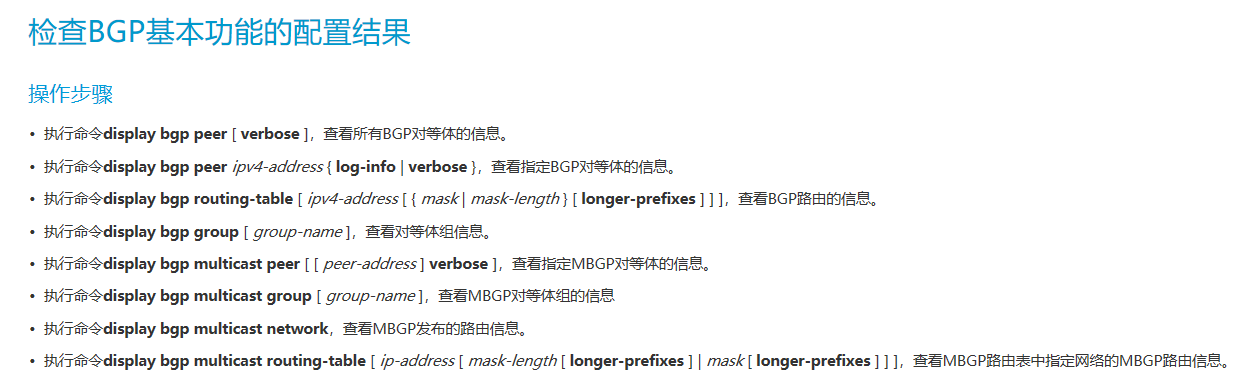 检查BGP基本功能的配置结果
操作步骤
• 执行命令display bgp peer [ verbose ]，查看所有BGP对等体的信息。
• 执行命令display bgp peer ipv4-address { log-info | verbose }，查看指定BGP对等体的信息。
• 执行命令display bgp routing-table [ ipv4-address [ { mask | mask-length } [ longer-prefixes ] ] ]，查看BGP路由的信息。
• 执行命令display bgp group [ group-name ]，查看对等体组信息。
• 执行命令display bgp multicast peer [ [ peer-address ] verbose ]，查看指定MBGP对等体的信息。
• 执行命令display bgp multicast group [ group-name ]，查看MBGP对等体组的信息
• 执行命令display bgp multicast network，查看MBGP发布的路由信息。
• 执行命令display bgp multicast routing-table [ ip-address [ mask-length [ longer-prefixes ] | mask [ longer-prefixes ] ] ]，查看MBGP路由表中指定网络的MBGP路由信息。